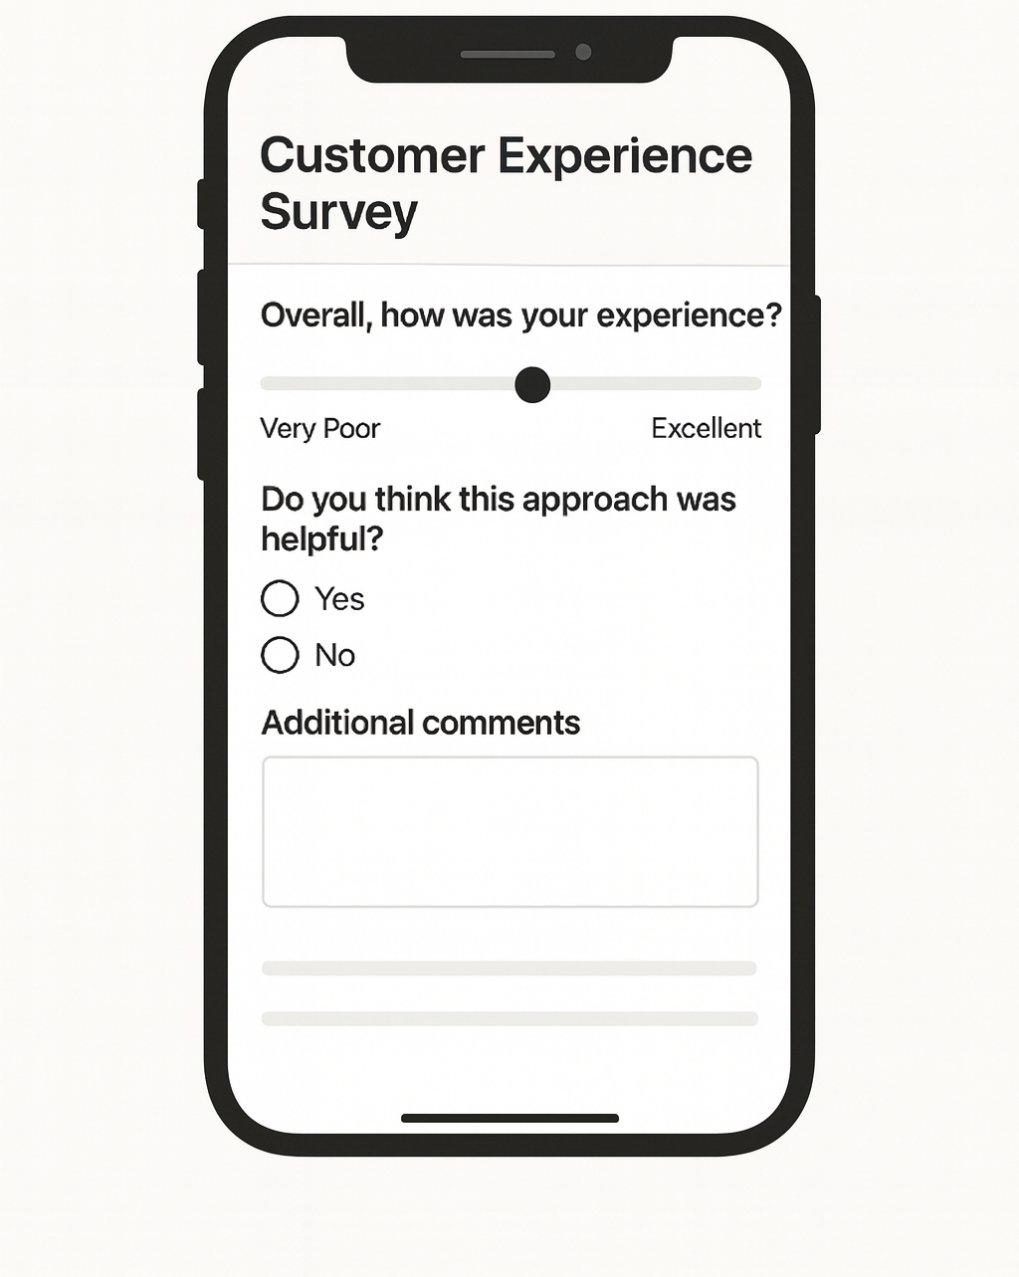 Customer Experience
Survey
Overall, how was your experience?
Very Poor
Excellent
Do you think this approach was
helpful?
Yes
No
Additional comments